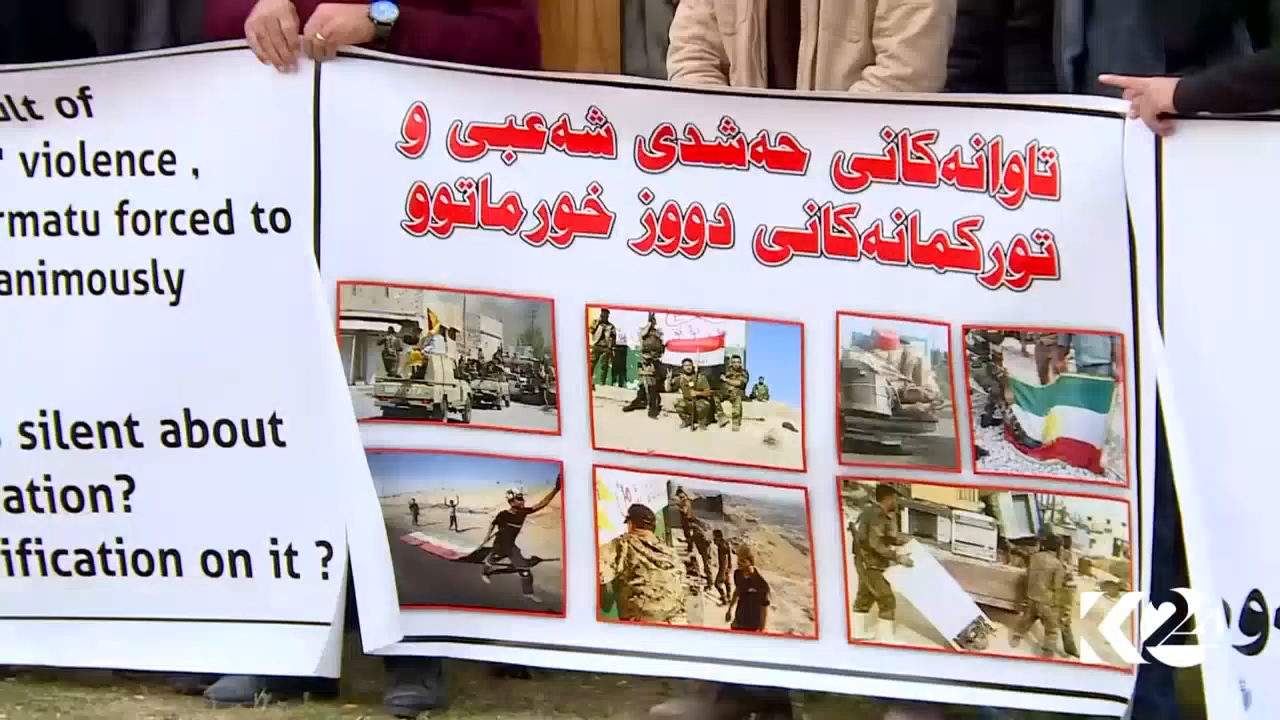 ult of
violence ,
rmatu forced to
animously
silent about
ation?
ification on it ?
تاوانەکانی حەشدی شەعبی و
تورکمانەکانی دووز خورماتوو
K24